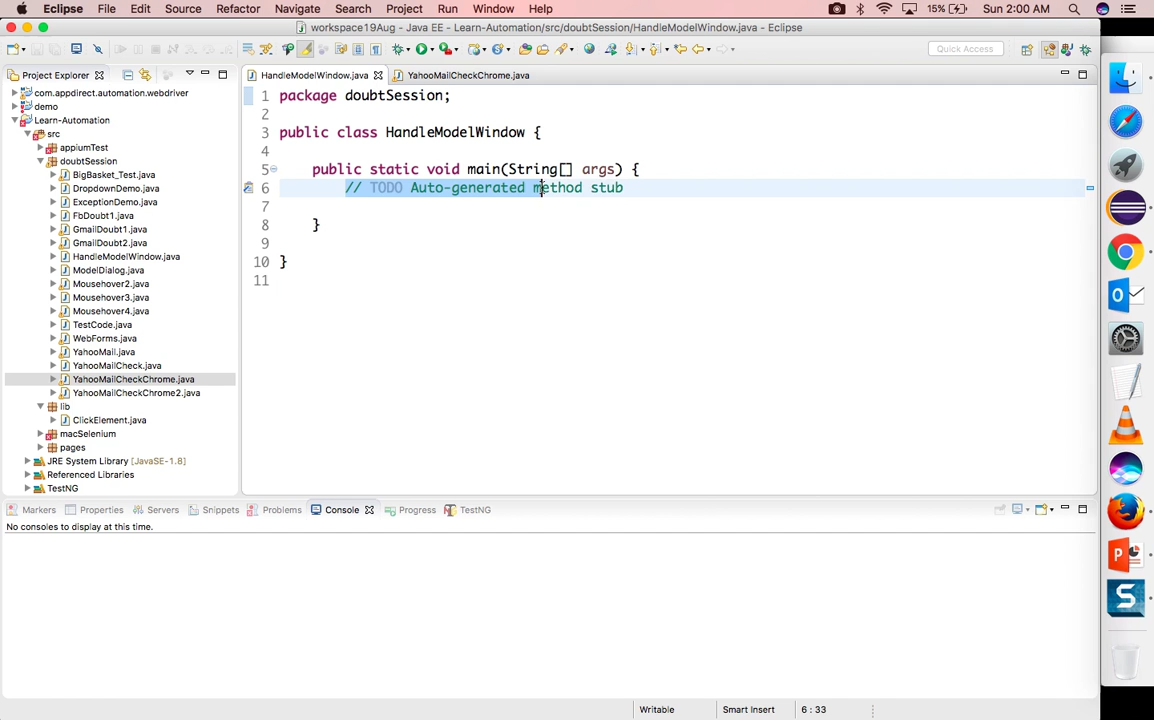 Eclipse File Edit Source Refactor Navigate Search Project Run Window Help 15% Sun 2:00 AM
workspace19Aug - Java EE - Learn-Automation/src/doubtSession/HandleModelWindow.java - Eclipse
Quick Access
Project Explorer
HandleModelWindow.java YahooMailCheckChrome.java
com.appdirect.automation.webdriver
demo
Learn-Automation
src
appiumTest
doubtSession
BigBasket_Test.java
DropdownDemo.java
ExceptionDemo.java
FbDoubt1.java
GmailDoubt1.java
GmailDoubt2.java
HandleModelWindow.java
ModelDialog.java
Mousehover2.java
Mousehover3.java
Mousehover4.java
TestCode.java
WebForms.java
YahooMail.java
YahooMailCheck.java
YahooMailCheckChrome.java
YahooMailCheckChrome2.java
lib
ClickElement.java
macSelenium
pages
JRE System Library [JavaSE-1.8]
Referenced Libraries
TestNG
1 package doubtSession;
2
3 public class HandleModelWindow {
4
5 public static void main(String[] args) {
6 // TODO Auto-generated method stub
7
8 }
9
10 }
11
Markers Properties Servers Snippets Problems Console Progress TestNG
No consoles to display at this time.
Writable Smart Insert 6 : 33